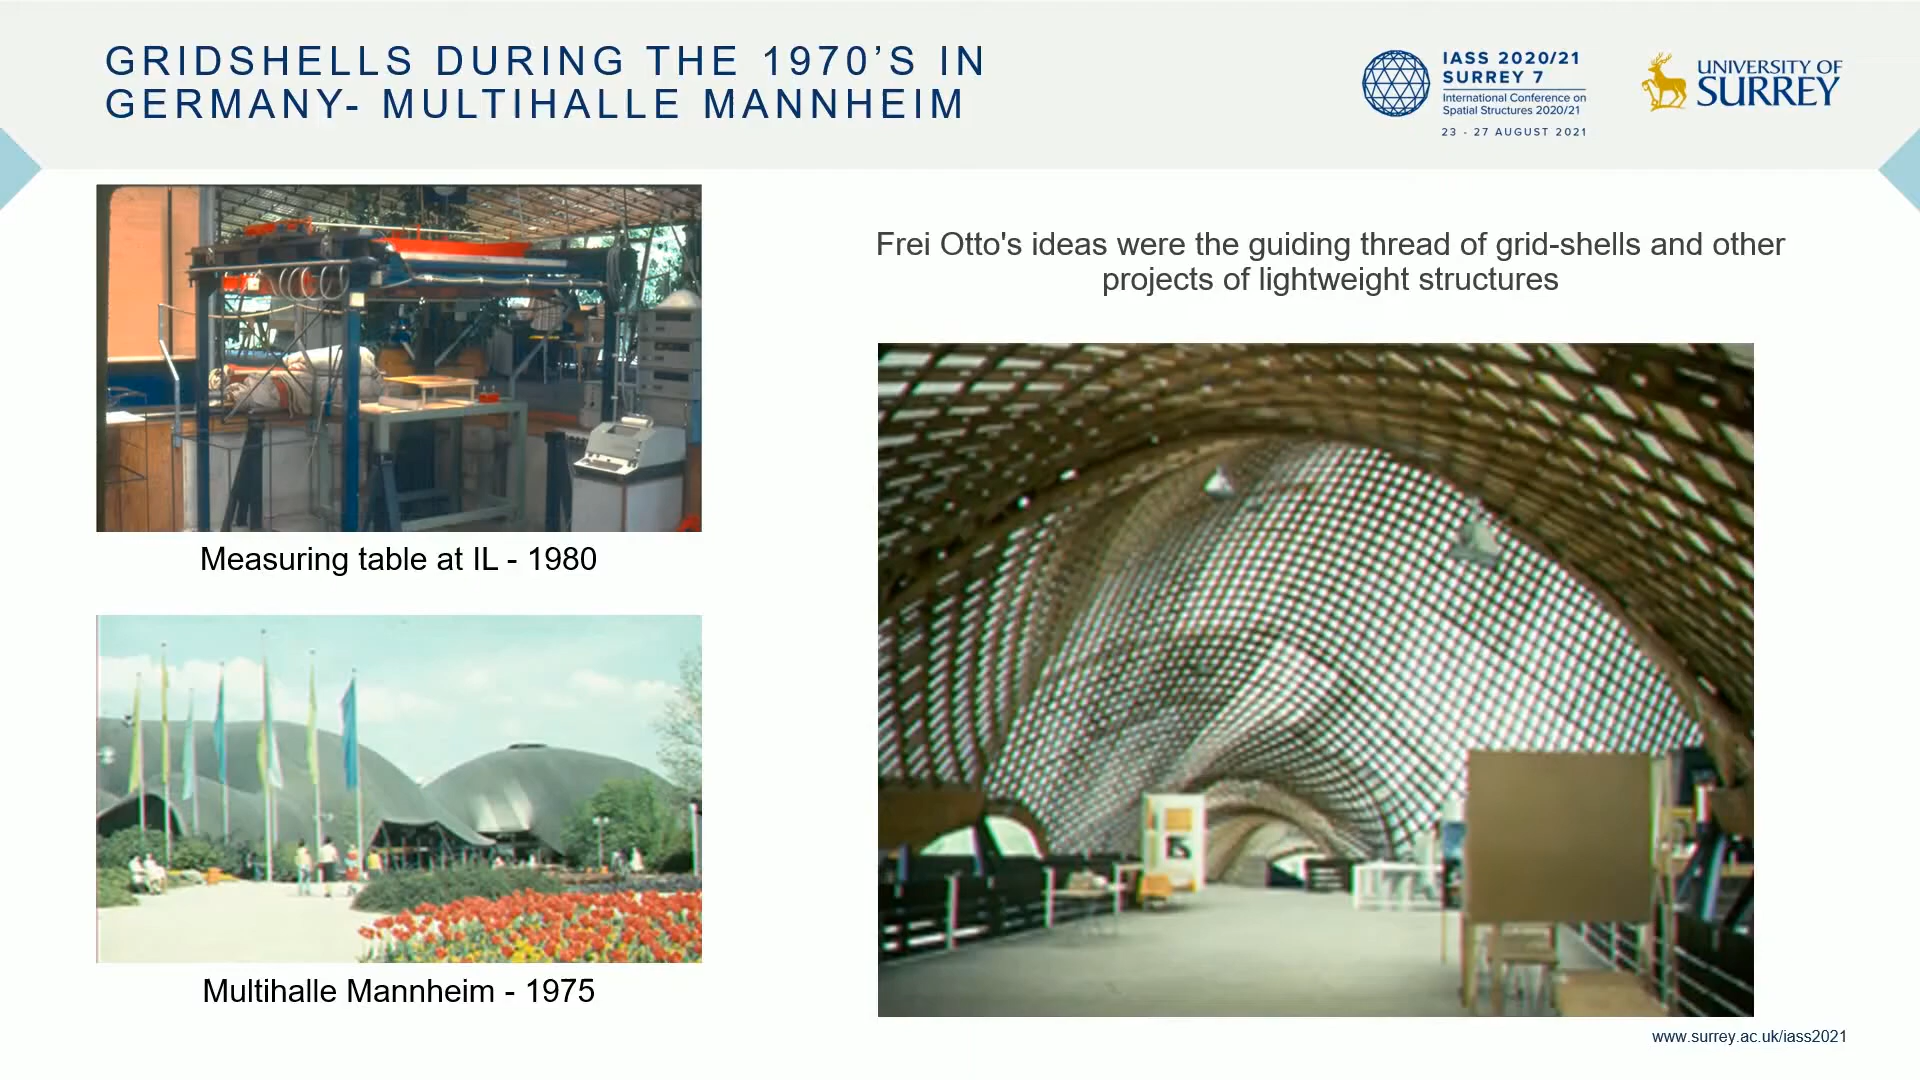 GRIDSHELLS DURING THE 1970’S IN
GERMANY- MULTIHALLE MANNHEIM
IASS 2020/21
SURREY 7
International Conference on
Spatial Structures 2020/21
23 - 27 AUGUST 2021
UNIVERSITY OF
SURREY
Measuring table at IL - 1980
Multihalle Mannheim - 1975
Frei Otto's ideas were the guiding thread of grid-shells and other
projects of lightweight structures
www.surrey.ac.uk/iass2021